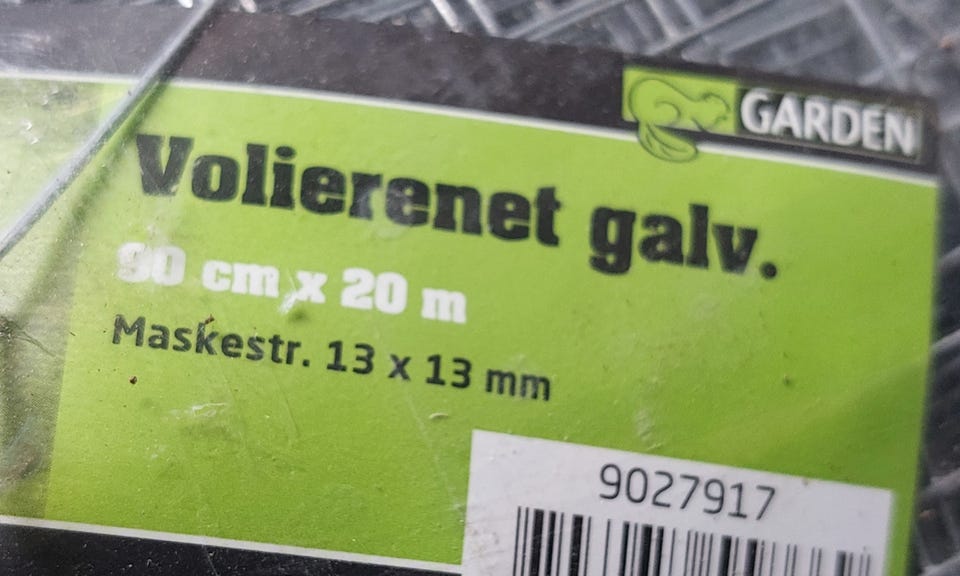 GARDEN
Volierenet galv.
90 cm x 20 m
Maskestr. 13 x 13 mm
9027917